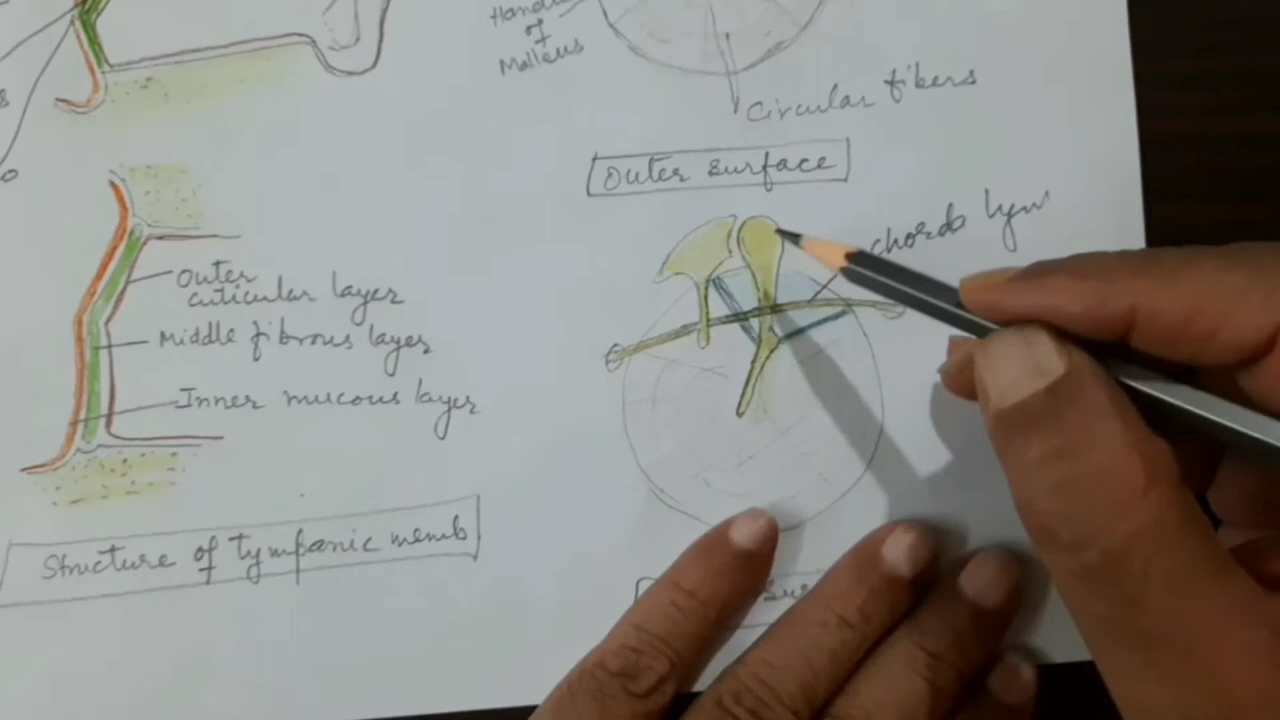 Handle
of
Malleus
Circular fibers
Outer surface
chorda
Outer
cuticular layer
Middle fibrous layer
Inner mucous layer
Structure of Tympanic memb